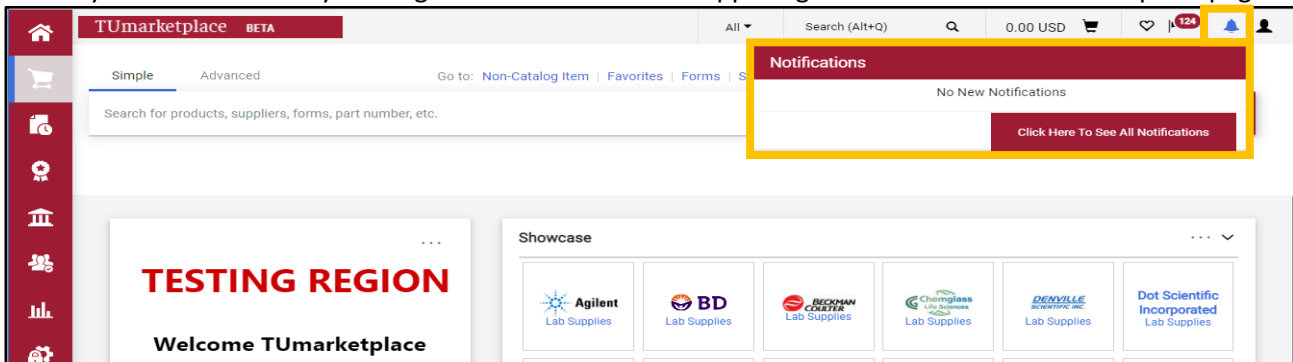 TUmarketplace BETA
All
Search (Alt+Q)
0.00 USD
124
Simple
Advanced
Go to: Non-Catalog Item | Favorites | Forms |
Notifications
No New Notifications
Click Here To See All Notifications
Search for products, suppliers, forms, part number, etc.
Showcase
TESTING REGION
Welcome TUmarketplace
Agilent
Lab Supplies
BD
Lab Supplies
BECKMAN
COULTER
Lab Supplies
Chemglass
Life Sciences
Lab Supplies
DENVILLE
SCIENTIFIC INC.
Lab Supplies
Dot Scientific
Incorporated
Lab Supplies